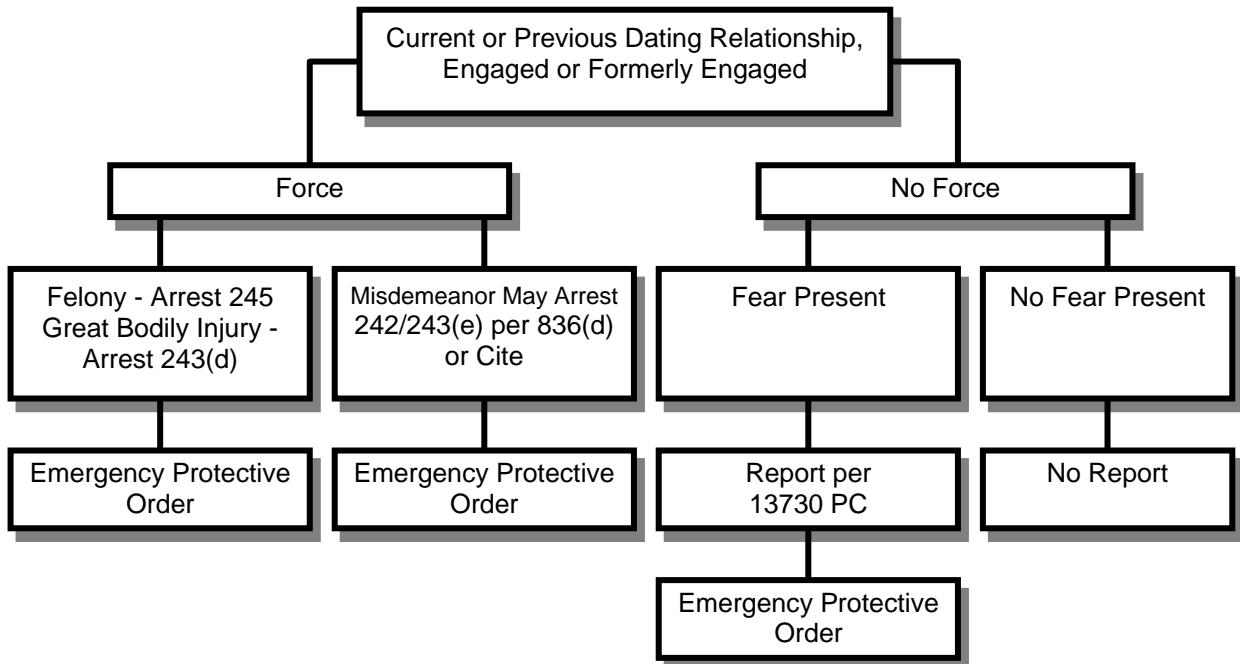 Current or Previous Dating Relationship,
Engaged or Formerly Engaged
Force
No Force
Felony - Arrest 245
Great Bodily Injury -
Arrest 243(d)
Misdemeanor May Arrest
242/243(e) per 836(d)
or Cite
Fear Present
No Fear Present
Emergency Protective
Order
Emergency Protective
Order
Report per
13730 PC
No Report
Emergency Protective
Order